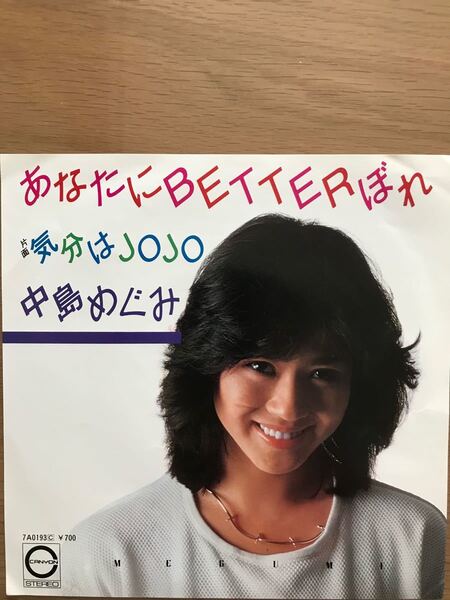 あなたにBETTERぼれ
片面 気分はJOJO
中島めぐみ
7A0193Ⓒ ¥700
CANYON
STEREO
MEGUMI